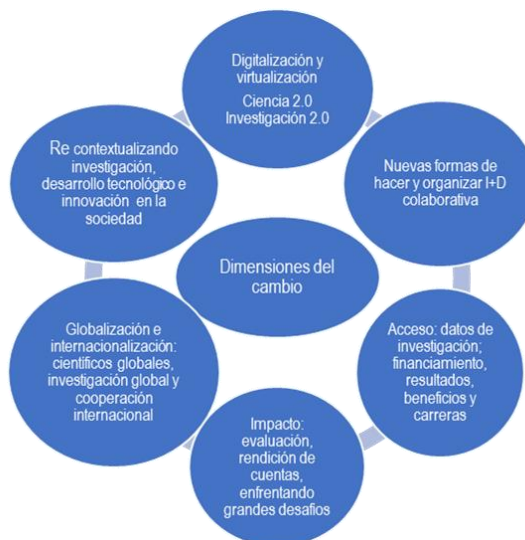 Digitalización y
virtualización
Ciencia 2.0
Investigación 2.0
Nuevas formas de
hacer y organizar I+D
colaborativa
Acceso: datos de
investigación;
financiamiento,
resultados,
beneficios y
carreras
Impacto:
evaluación,
rendición de
cuentas,
enfrentando
grandes desafios
Globalización e
internacionalización:
científicos globales,
investigación global y
cooperación
internacional
Re contextualizando
investigación,
desarrollo tecnológico e
innovación en la
sociedad
Dimensiones del
cambio